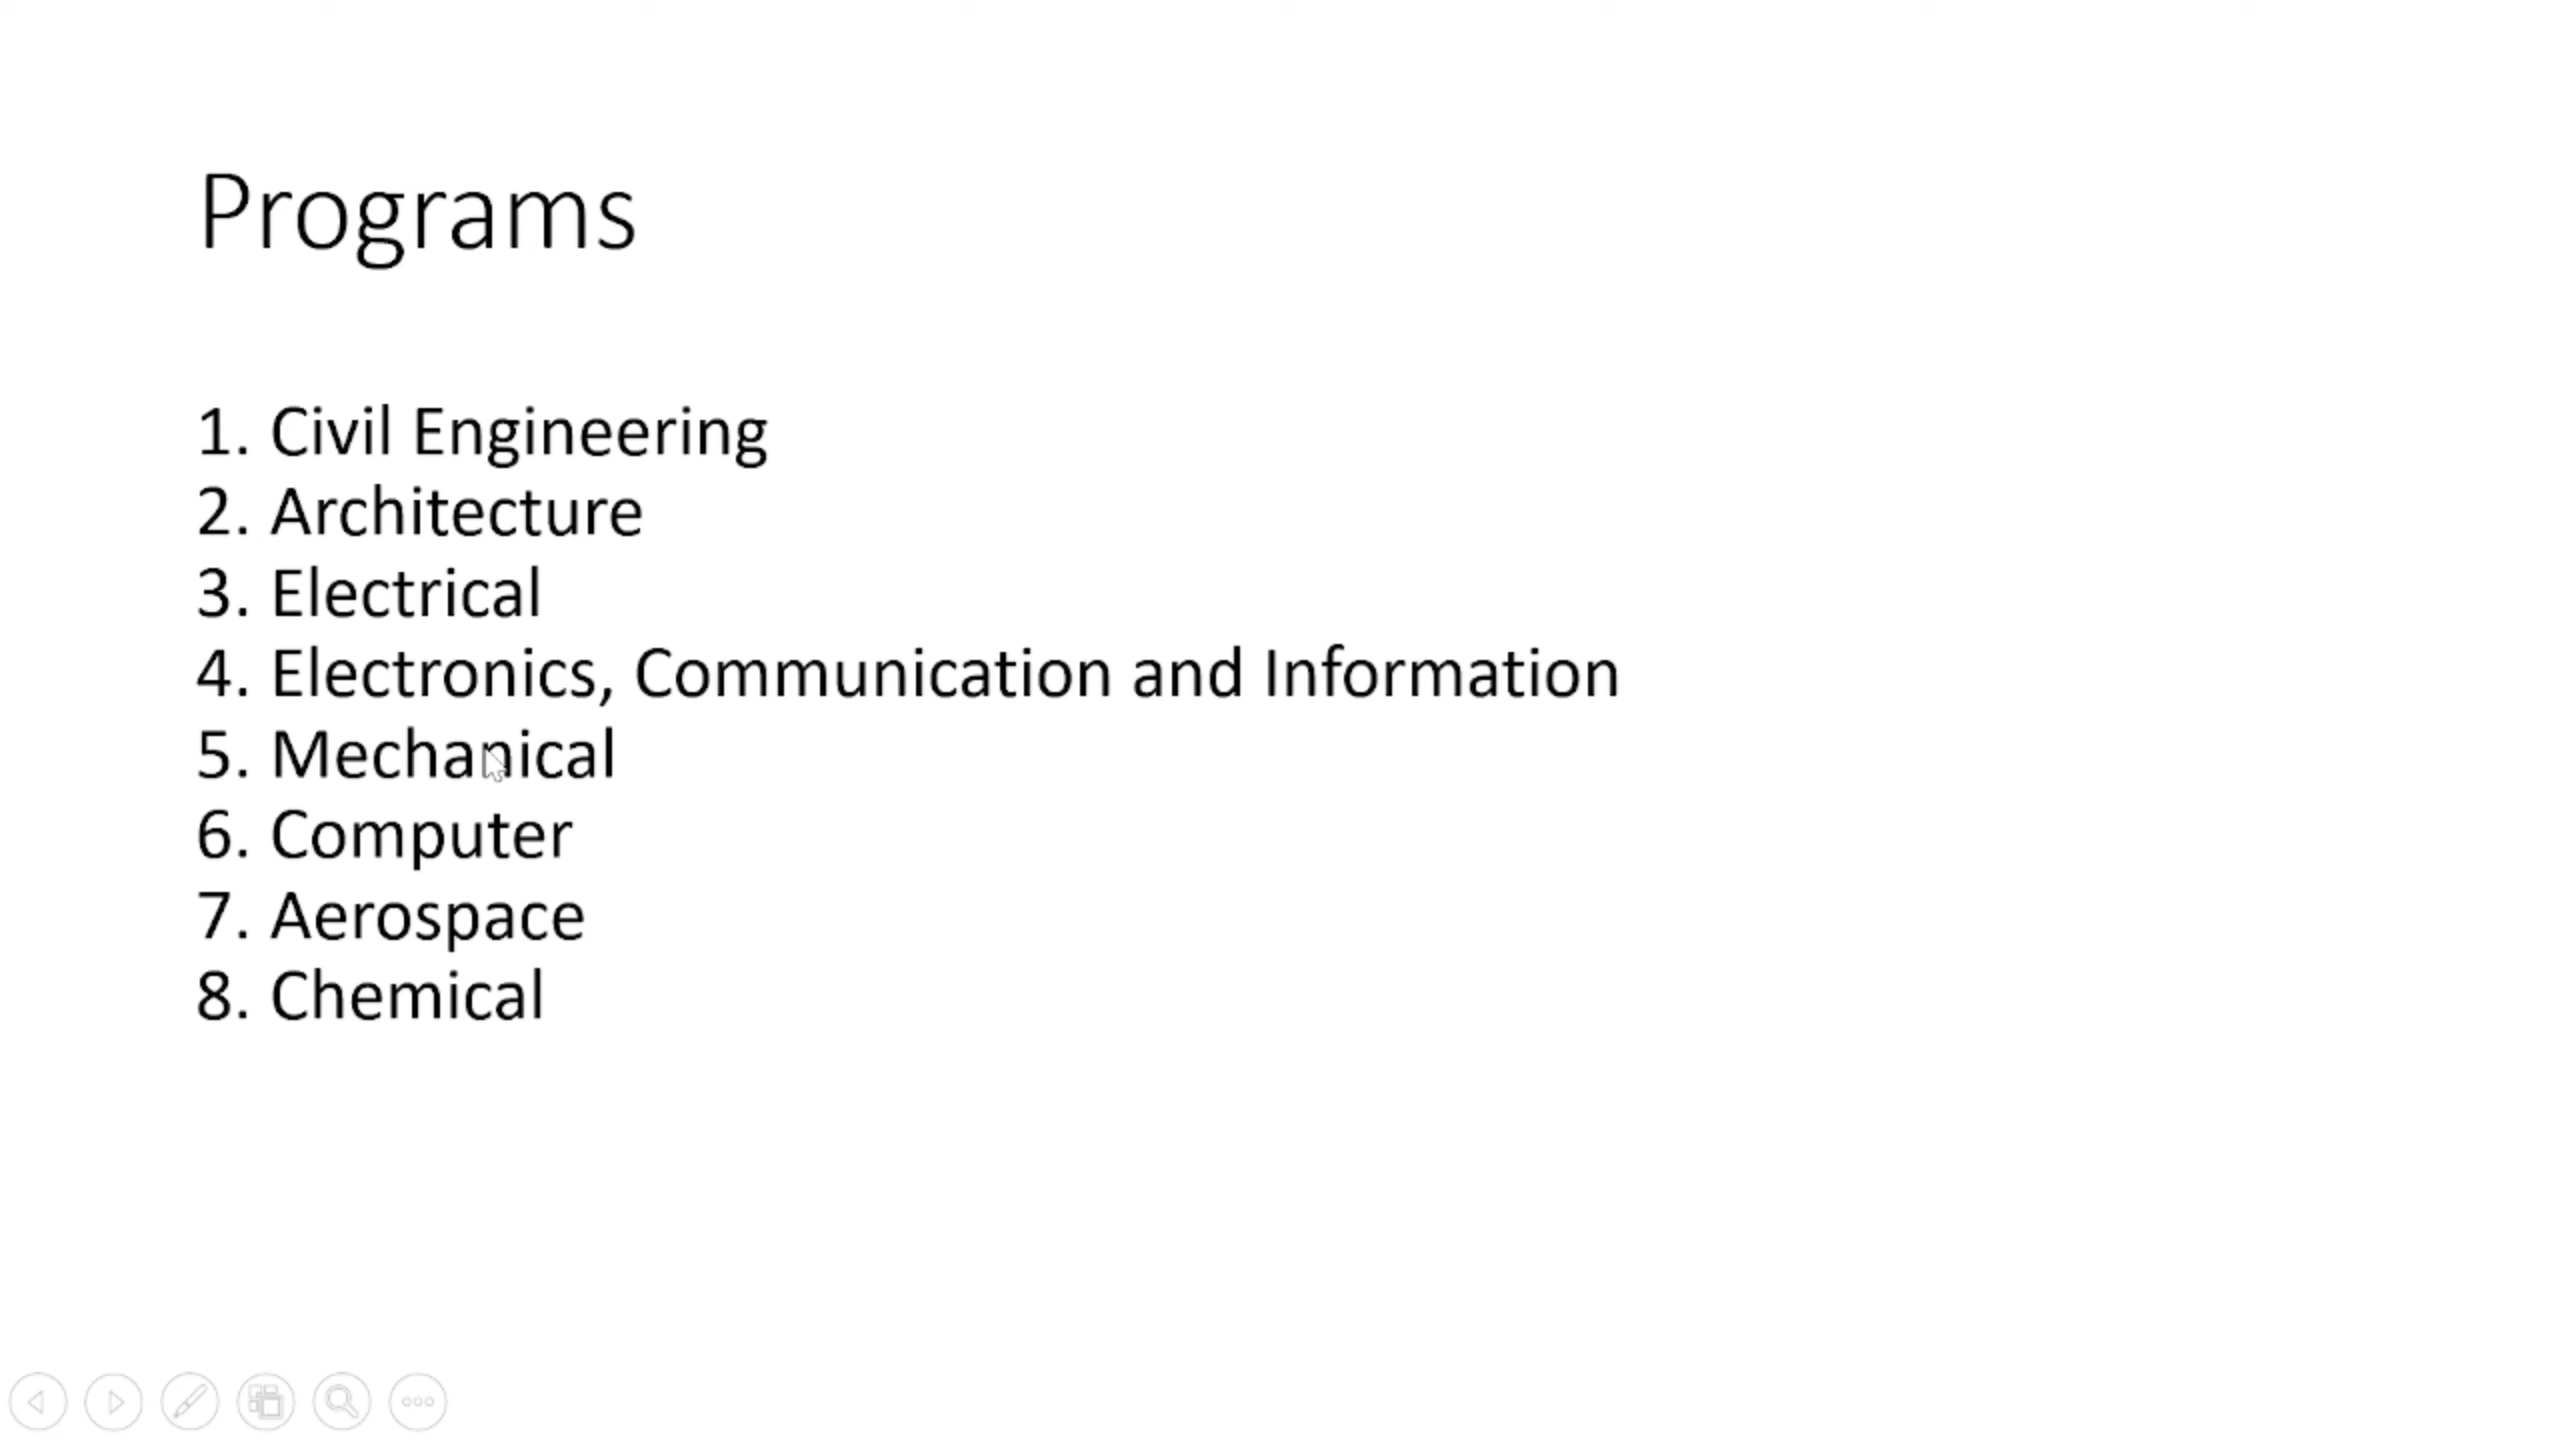 Programs
1. Civil Engineering
2. Architecture
3. Electrical
4. Electronics, Communication and Information
5. Mechanical
6. Computer
7. Aerospace
8. Chemical